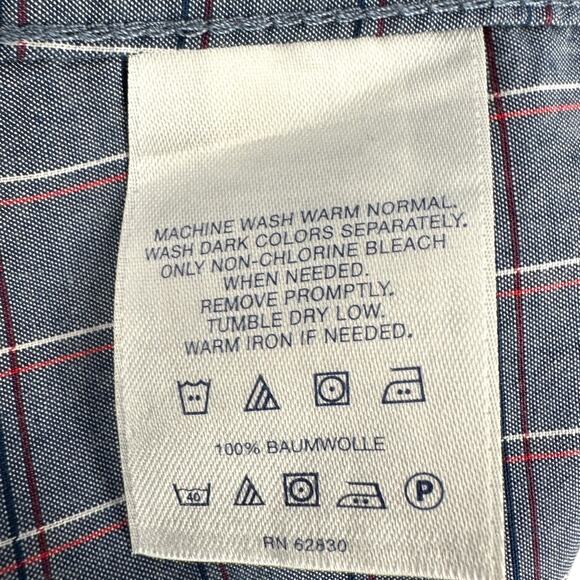 MACHINE WASH WARM NORMAL.
WASH DARK COLORS SEPARATELY.
ONLY NON-CHLORINE BLEACH
WHEN NEEDED.
REMOVE PROMPTLY.
TUMBLE DRY LOW.
WARM IRON IF NEEDED.
100% BAUMWOLLE
40 P
RN 62830